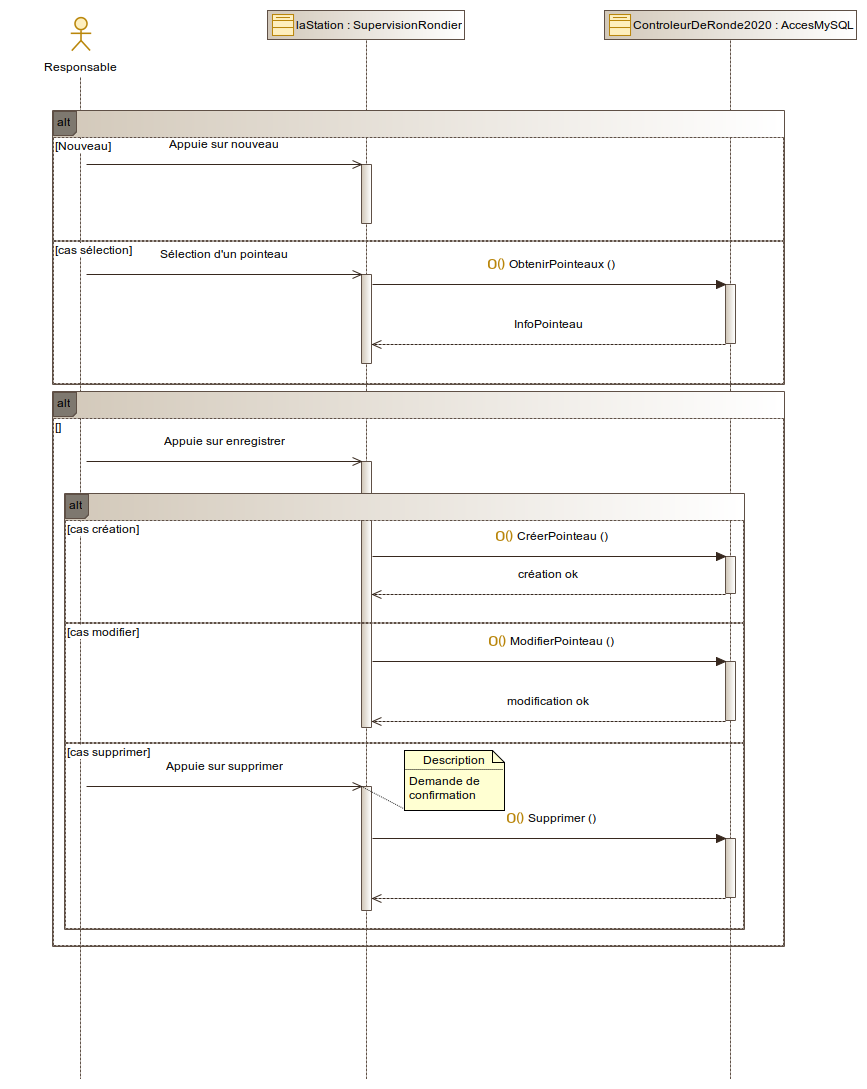 laStation : SupervisionRondier
ControleurDeRonde2020 : AccesMySQL
Responsable
alt
[Nouveau]
Appuie sur nouveau
[cas sélection]
Sélection d'un pointeau
O() ObtenirPointeaux ()
InfoPointeau
alt
[]
Appuie sur enregistrer
alt
[cas création]
O() CréerPointeau ()
création ok
[cas modifier]
O() ModifierPointeau ()
modification ok
[cas supprimer]
Appuie sur supprimer
Description
Demande de
confirmation
O() Supprimer ()